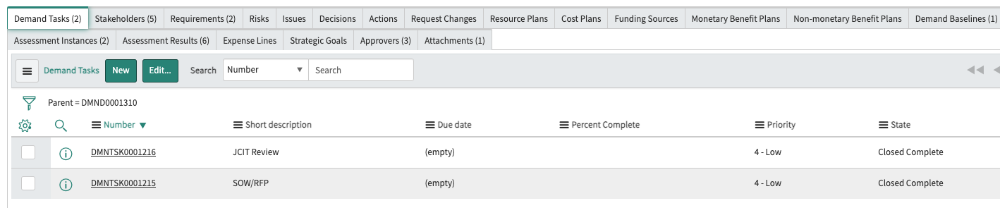 Demand Tasks (2) Stakeholders (5) Requirements (2) Risks Issues Decisions Actions Request Changes Resource Plans Cost Plans Funding Sources Monetary Benefit Plans Non-monetary Benefit Plans Demand Baselines (1)
Assessment Instances (2) Assessment Results (6) Expense Lines Strategic Goals Approvers (3) Attachments (1)
Demand Tasks New Edit... Search Number Search
Parent = DMND0001310
Number Short description Due date Percent Complete Priority State
DMNTSK0001216 JCIT Review (empty) 4 - Low Closed Complete
DMNTSK0001215 SOW/RFP (empty) 4 - Low Closed Complete